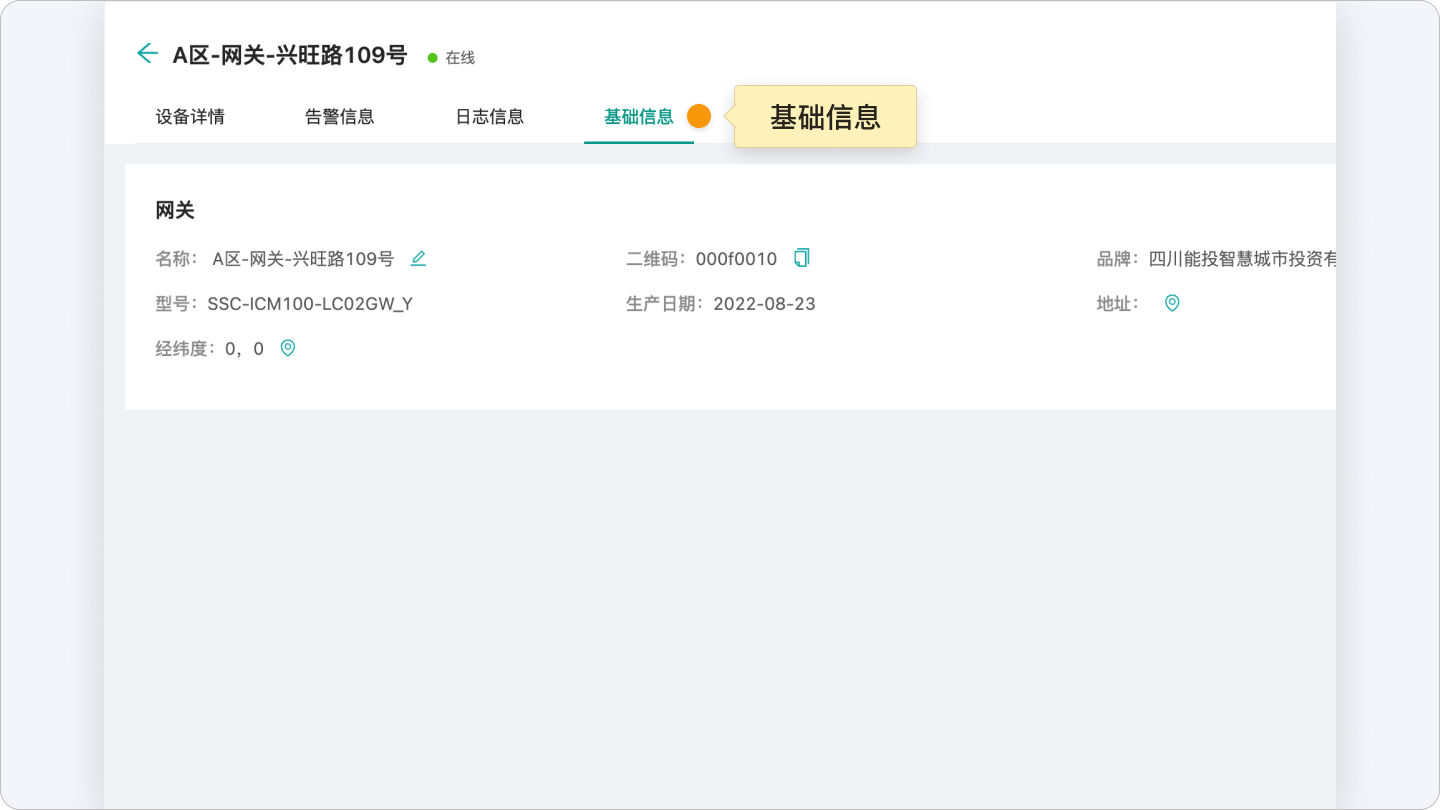 A区-网关-兴旺路109号 在线
设备详情 告警信息 日志信息 基础信息 基础信息
网关
名称： A区-网关-兴旺路109号 二维码：000f0010 品牌：四川能投智慧城市投资有
型号：SSC-ICM100-LC02GW_Y 生产日期：2022-08-23 地址：
经纬度：0，0